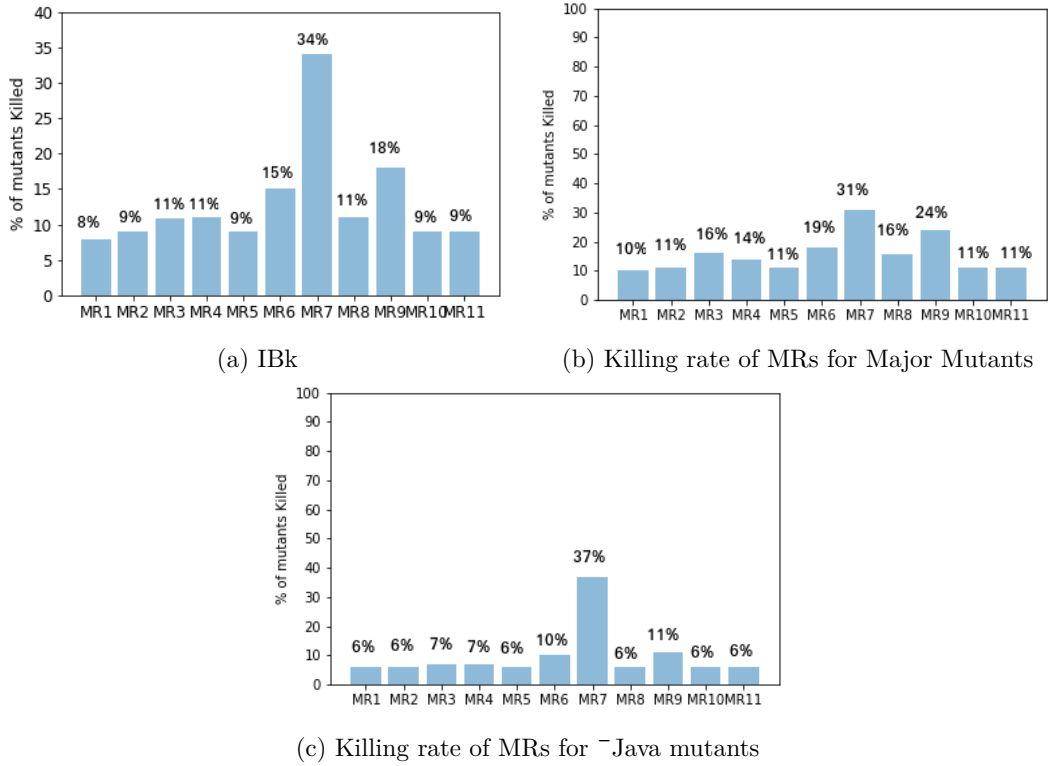 % of mutants Killed
40
35
30
25
20
15
10
5
0
8% 9% 11% 11% 9% 15% 34% 11% 18% 9% 9%
MR1 MR2 MR3 MR4 MR5 MR6 MR7 MR8 MR9 MR10 MR11
(a) IBk
% of mutants Killed
100
90
80
70
60
50
40
30
20
10
0
10% 11% 16% 14% 11% 19% 31% 16% 24% 11% 11%
MR1 MR2 MR3 MR4 MR5 MR6 MR7 MR8 MR9 MR10 MR11
(b) Killing rate of MRs for Major Mutants
% of mutants Killed
100
90
80
70
60
50
40
30
20
10
0
6% 6% 7% 7% 6% 10% 37% 6% 11% 6% 6%
MR1 MR2 MR3 MR4 MR5 MR6 MR7 MR8 MR9 MR10 MR11
(c) Killing rate of MRs for ¯Java mutants